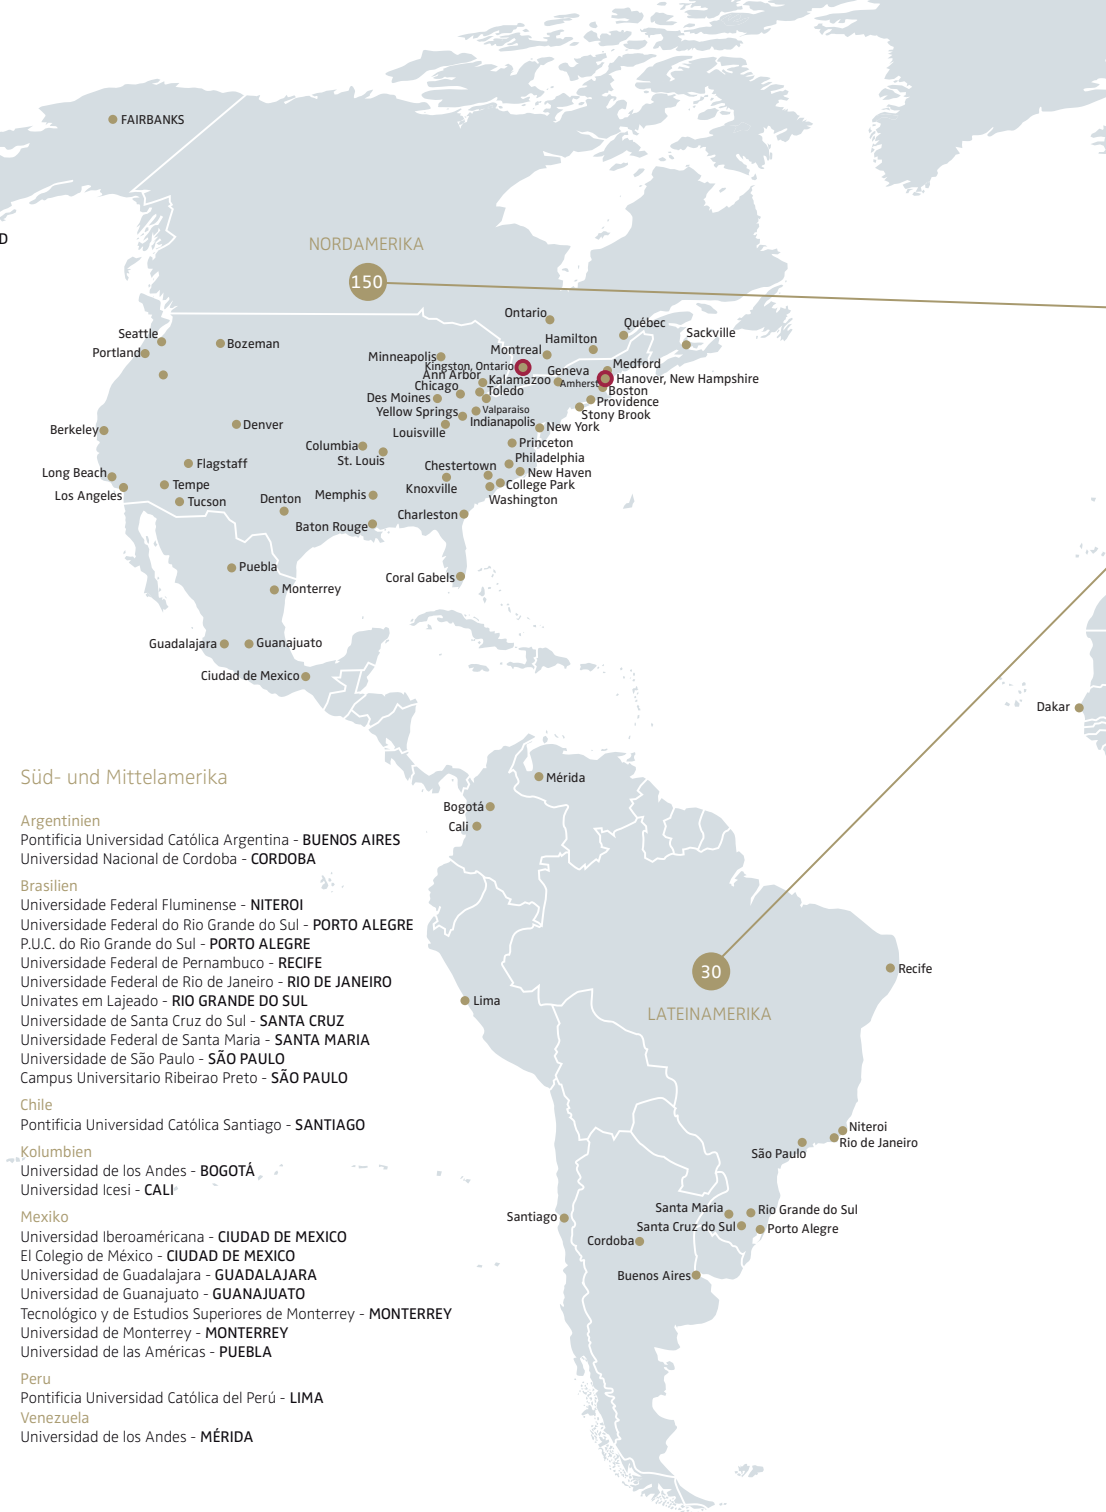 FAIRBANKS
D
NORDAMERIKA
150
Ontario
Québec
Seattle
Sackville
Portland
Bozeman
Hamilton
Montreal
Minneapolis
Kingston, Ontario
Medford
Geneva
Ann Arbor
Kalamazoo
Hanover, New Hampshire
Amherst
Chicago
Toledo
Boston
Des Moines
Providence
Yellow Springs
Valparaiso
Stony Brook
Indianapolis
Denver
Louisville
New York
Berkeley
Columbia
Princeton
St. Louis
Philadelphia
Flagstaff
Chestertown
New Haven
Long Beach
Tempe
Knoxville
College Park
Los Angeles
Tucson
Denton
Memphis
Washington
Charleston
Baton Rouge
Puebla
Coral Gabels
Monterrey
Guadalajara
Guanajuato
Ciudad de Mexico
Dakar
Mérida
Bogotá
Cali
Recife
30
LATEINAMERIKA
Lima
Niteroi
Rio de Janeiro
São Paulo
Santa Maria
Rio Grande do Sul
Santiago
Santa Cruz do Sul
Porto Alegre
Cordoba
Buenos Aires
Süd- und Mittelamerika
Argentinien
Pontificia Universidad Católica Argentina - BUENOS AIRES
Universidad Nacional de Cordoba - CORDOBA
Brasilien
Universidade Federal Fluminense - NITEROI
Universidade Federal do Rio Grande do Sul - PORTO ALEGRE
P.U.C. do Rio Grande do Sul - PORTO ALEGRE
Universidade Federal de Pernambuco - RECIFE
Universidade Federal de Rio de Janeiro - RIO DE JANEIRO
Univates em Lajeado - RIO GRANDE DO SUL
Universidade de Santa Cruz do Sul - SANTA CRUZ
Universidade Federal de Santa Maria - SANTA MARIA
Universidade de São Paulo - SÃO PAULO
Campus Universitario Ribeirao Preto - SÃO PAULO
Chile
Pontificia Universidad Católica Santiago - SANTIAGO
Kolumbien
Universidad de los Andes - BOGOTÁ
Universidad Icesi - CALI
Mexiko
Universidad Iberoaméricana - CIUDAD DE MEXICO
El Colegio de México - CIUDAD DE MEXICO
Universidad de Guadalajara - GUADALAJARA
Universidad de Guanajuato - GUANAJUATO
Tecnológico y de Estudios Superiores de Monterrey - MONTERREY
Universidad de Monterrey - MONTERREY
Universidad de las Américas - PUEBLA
Peru
Pontificia Universidad Católica del Perú - LIMA
Venezuela
Universidad de los Andes - MÉRIDA